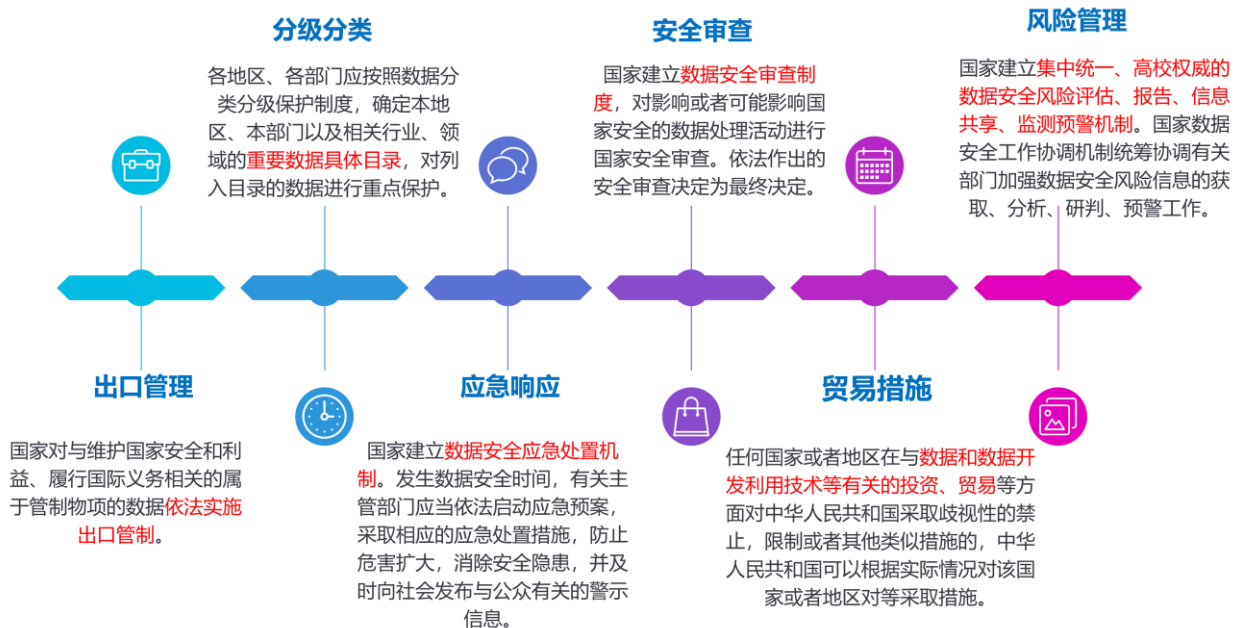 分级分类
各地区、各部门应按照数据分
类分级保护制度，确定本地
区、本部门以及相关行业、领
域的重要数据具体目录，对列
入目录的数据进行重点保护。
安全审查
国家建立数据安全审查制
度，对影响或者可能影响国
家安全的数据处理活动进行
国家安全审查。依法作出的
安全审查决定为最终决定。
风险管理
国家建立集中统一、高校权威的
数据安全风险评估、报告、信息
共享、监测预警机制。国家数据
安全工作协调机制统筹协调有关
部门加强数据安全风险信息的获
取、分析、研判、预警工作。
出口管理
国家对与维护国家安全和利
益、履行国际义务相关的属
于管制物项的数据依法实施
出口管制。
应急响应
国家建立数据安全应急处置机
制。发生数据安全时间，有关主
管部门应当依法启动应急预案，
采取相应的应急处置措施，防止
危害扩大，消除安全隐患，并及
时向社会发布与公众有关的警示
信息。
贸易措施
任何国家或者地区在与数据和数据开
发利用技术等有关的投资、贸易等方
面对中华人民共和国采取歧视性的禁
止，限制或者其他类似措施的，中华
人民共和国可以根据实际情况对该国
家或者地区对等采取措施。